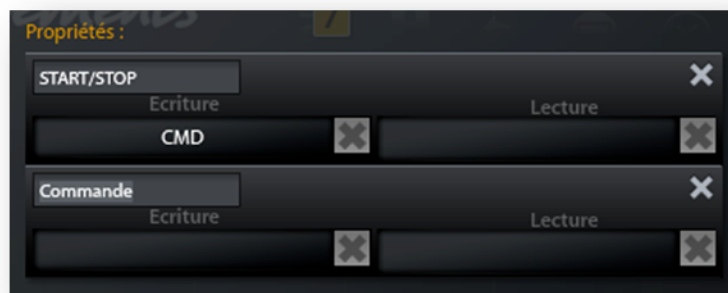 Propriétés :
START/STOP
Ecriture Lecture
CMD
Commande
Ecriture Lecture